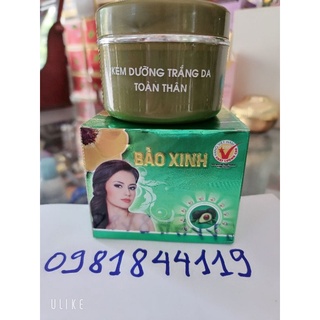 KEM DƯỠNG TRẮNG DA
TOÀN THÂN
BẢO XINH
0981844119
ULIKE